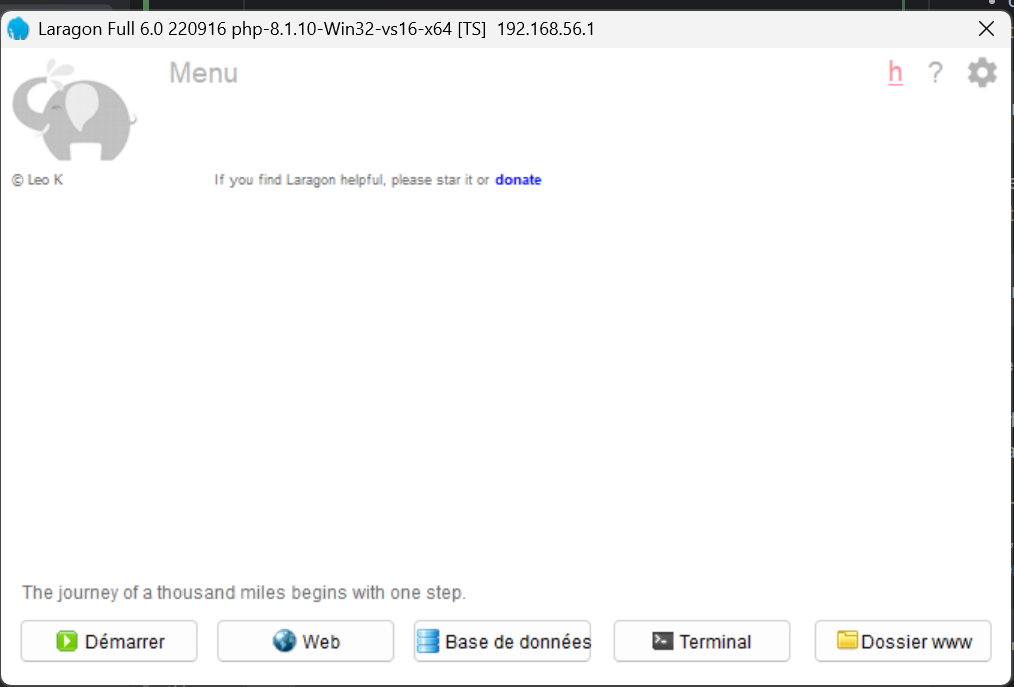 Laragon Full 6.0 220916 php-8.1.10-Win32-vs16-x64 [TS] 192.168.56.1
Menu
h ?
© Leo K
If you find Laragon helpful, please star it or donate
The journey of a thousand miles begins with one step.
Démarrer
Web
Base de données
Terminal
Dossier www